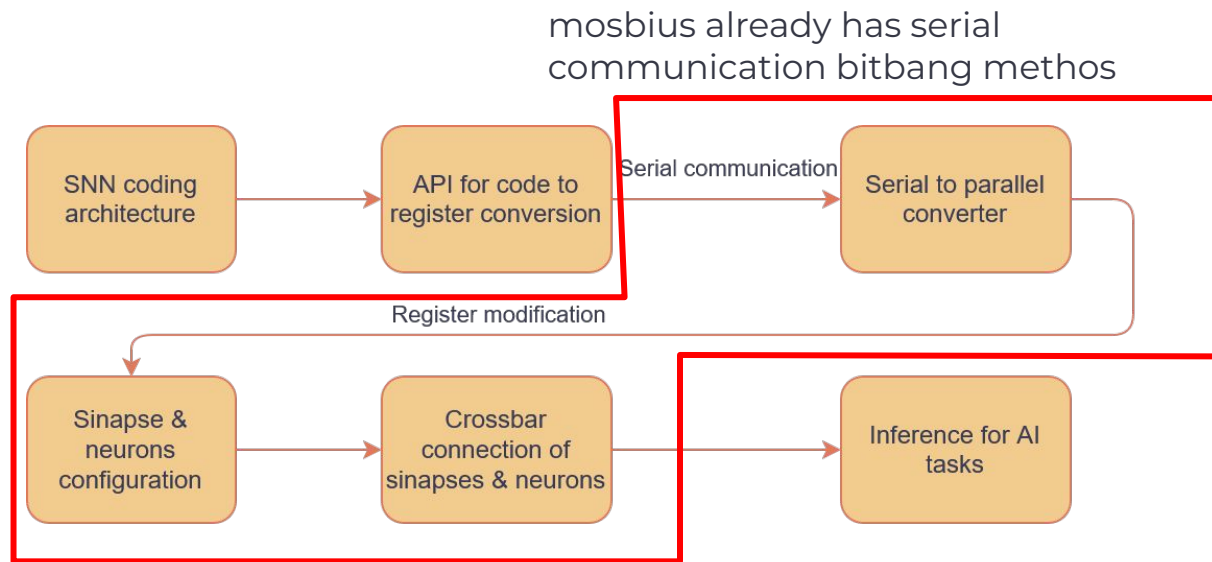 mosbius already has serial
communication bitbang methos
SNN coding
architecture
API for code to
register conversion
Serial communication
Serial to parallel
converter
Register modification
Sinapse &
neurons
configuration
Crossbar
connection of
sinapses & neurons
Inference for AI
tasks